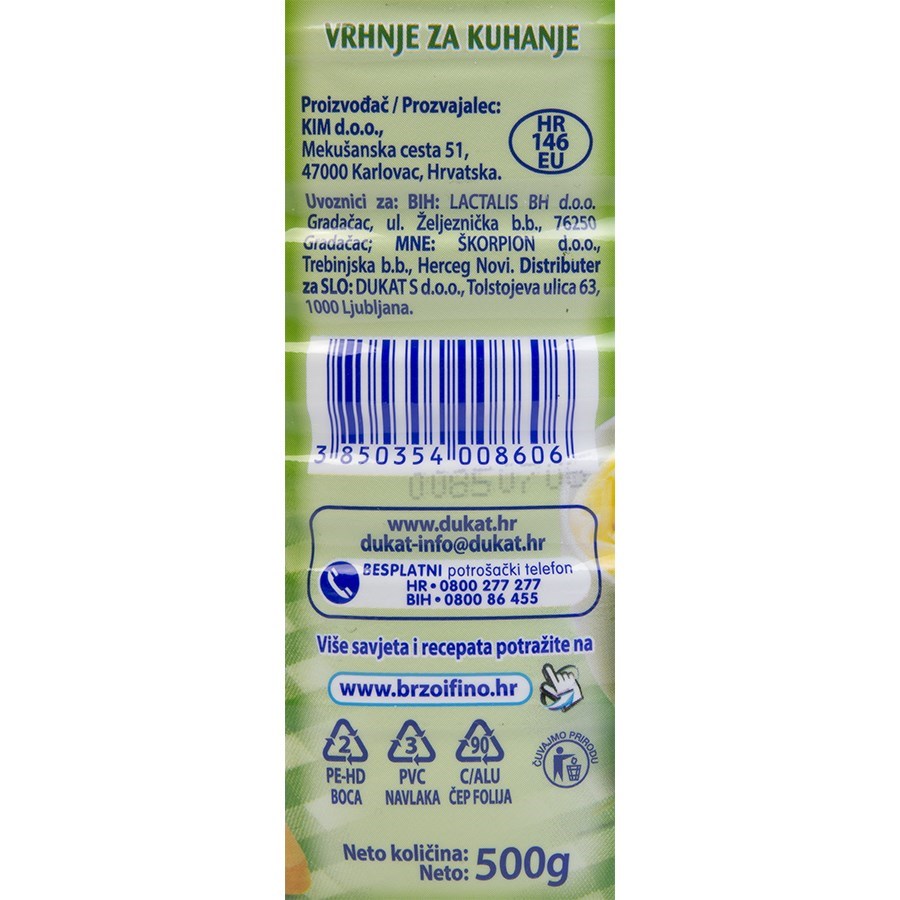 VRHNJE ZA KUHANJE
Proizvođač / Prozvajalec:
KIM d.o.o.,
Mekušanska cesta 51,
47000 Karlovac, Hrvatska.
HR
146
EU
Uvoznici za: BIH: LACTALIS BH d.o.o.
Gradačac, ul. Željeznička b.b., 76250
Gradačac; MNE: ŠKORPION d.o.o.,
Trebinjska b.b., Herceg Novi. Distributer
za SLO: DUKAT S d.o.o., Tolstojeva ulica 63,
1000 Ljubljana.
3 850354 008606
www.dukat.hr
dukat-info@dukat.hr
BESPLATNI potrošački telefon
HR • 0800 277 277
BIH • 0800 86 455
Više savjeta i recepata potražite na
www.brzoifino.hr
2 3 90
PE-HD PVC C/ALU
BOCA NAVLAKA ČEP FOLIJA
ČUVAJMO PRIRODU
Neto količina:
Neto: 500g